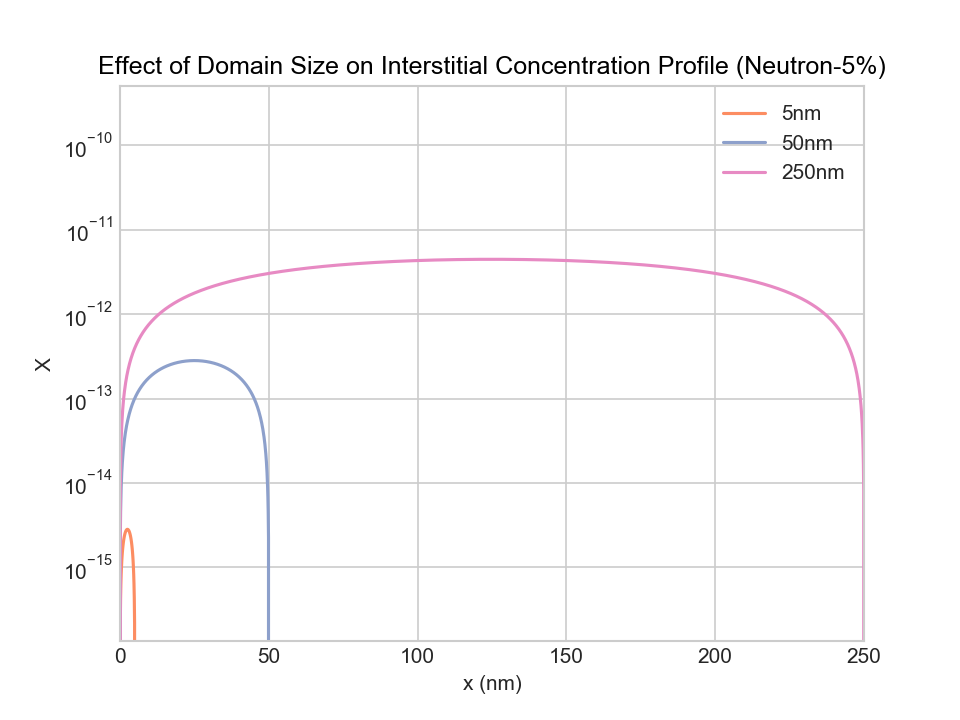 Effect of Domain Size on Interstitial Concentration Profile (Neutron-5%)
5nm
50nm
250nm
10⁻¹⁰
10⁻¹¹
10⁻¹²
10⁻¹³
10⁻¹⁴
10⁻¹⁵
X
0 50 100 150 200 250
x (nm)